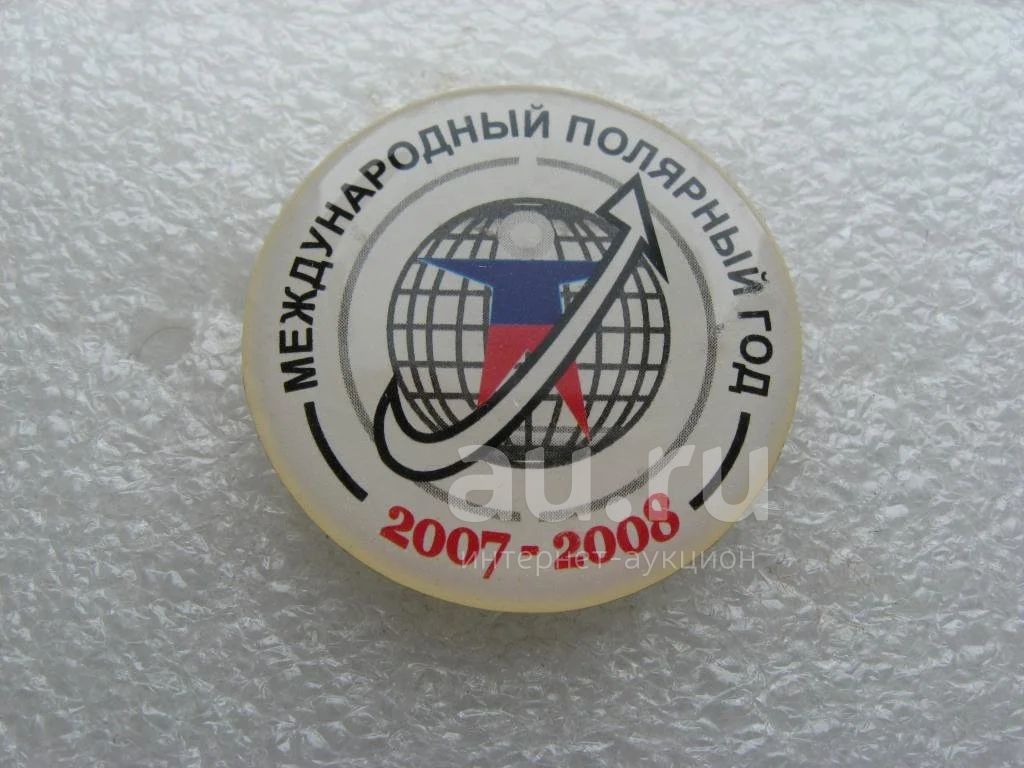 МЕЖДУНАРОДНЫЙ ПОЛЯРНЫЙ ГОД
2007-2008
au.ru
интернет-аукцион